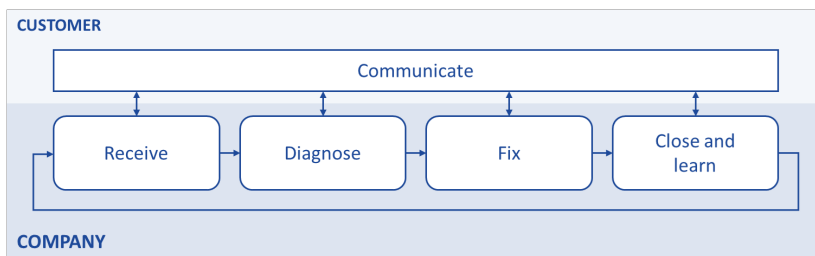 CUSTOMER
Communicate
Receive
Diagnose
Fix
Close and
learn
COMPANY